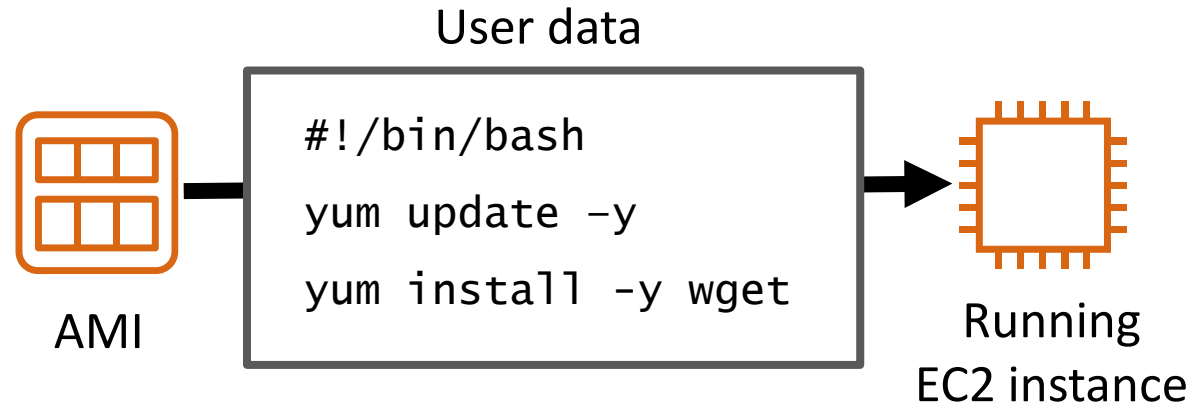 User data
#!/bin/bash
yum update –y
yum install -y wget
AMI
Running
EC2 instance